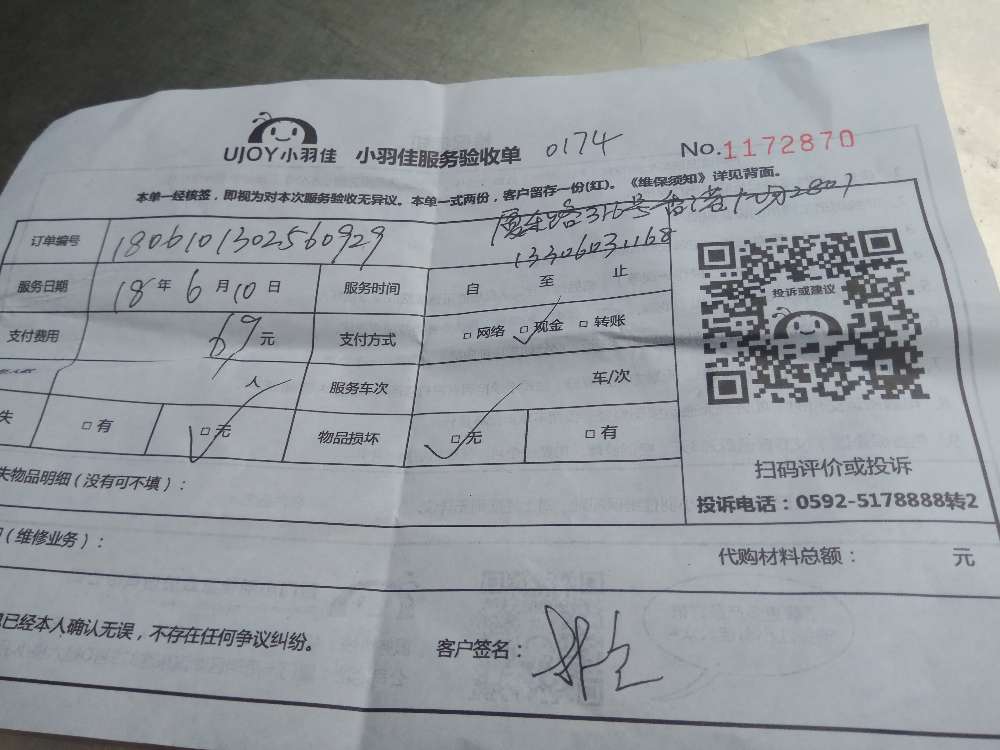 UJOY小羽佳 小羽佳服务验收单 0174 No.1172870
本单一经核签，即视为对本次服务验收无异议。本单一式两份，客户留存一份(红)。《维保须知》详见背面。
订单编号 180610130256​0929
13306031168
服务日期 18 年 6 月 10 日 服务时间 自 至 止
支付费用 69 元 支付方式 □ 网络 □ 现金 □ 转账
人 服务车次 车/次
失 □ 有 □ 无 物品损坏 □ 无 □ 有
投诉或建议
失物品明细（没有可不填）：
扫码评价或投诉
投诉电话：0592-5178888转2
（维修业务）：
代购材料总额： 元
已经本人确认无误，不存在任何争议纠纷。
客户签名：